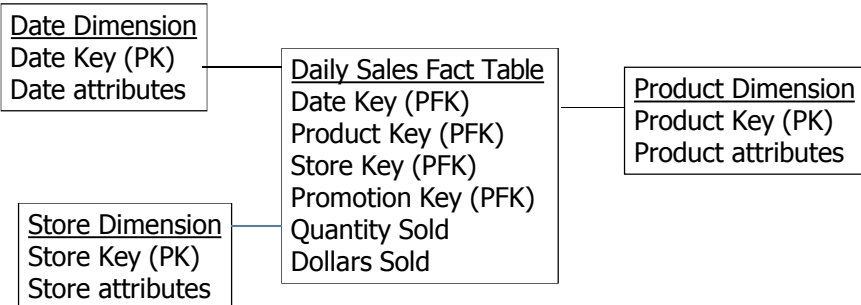 Date Dimension
Date Key (PK)
Date attributes
Daily Sales Fact Table
Date Key (PFK)
Product Key (PFK)
Store Key (PFK)
Promotion Key (PFK)
Quantity Sold
Dollars Sold
Product Dimension
Product Key (PK)
Product attributes
Store Dimension
Store Key (PK)
Store attributes